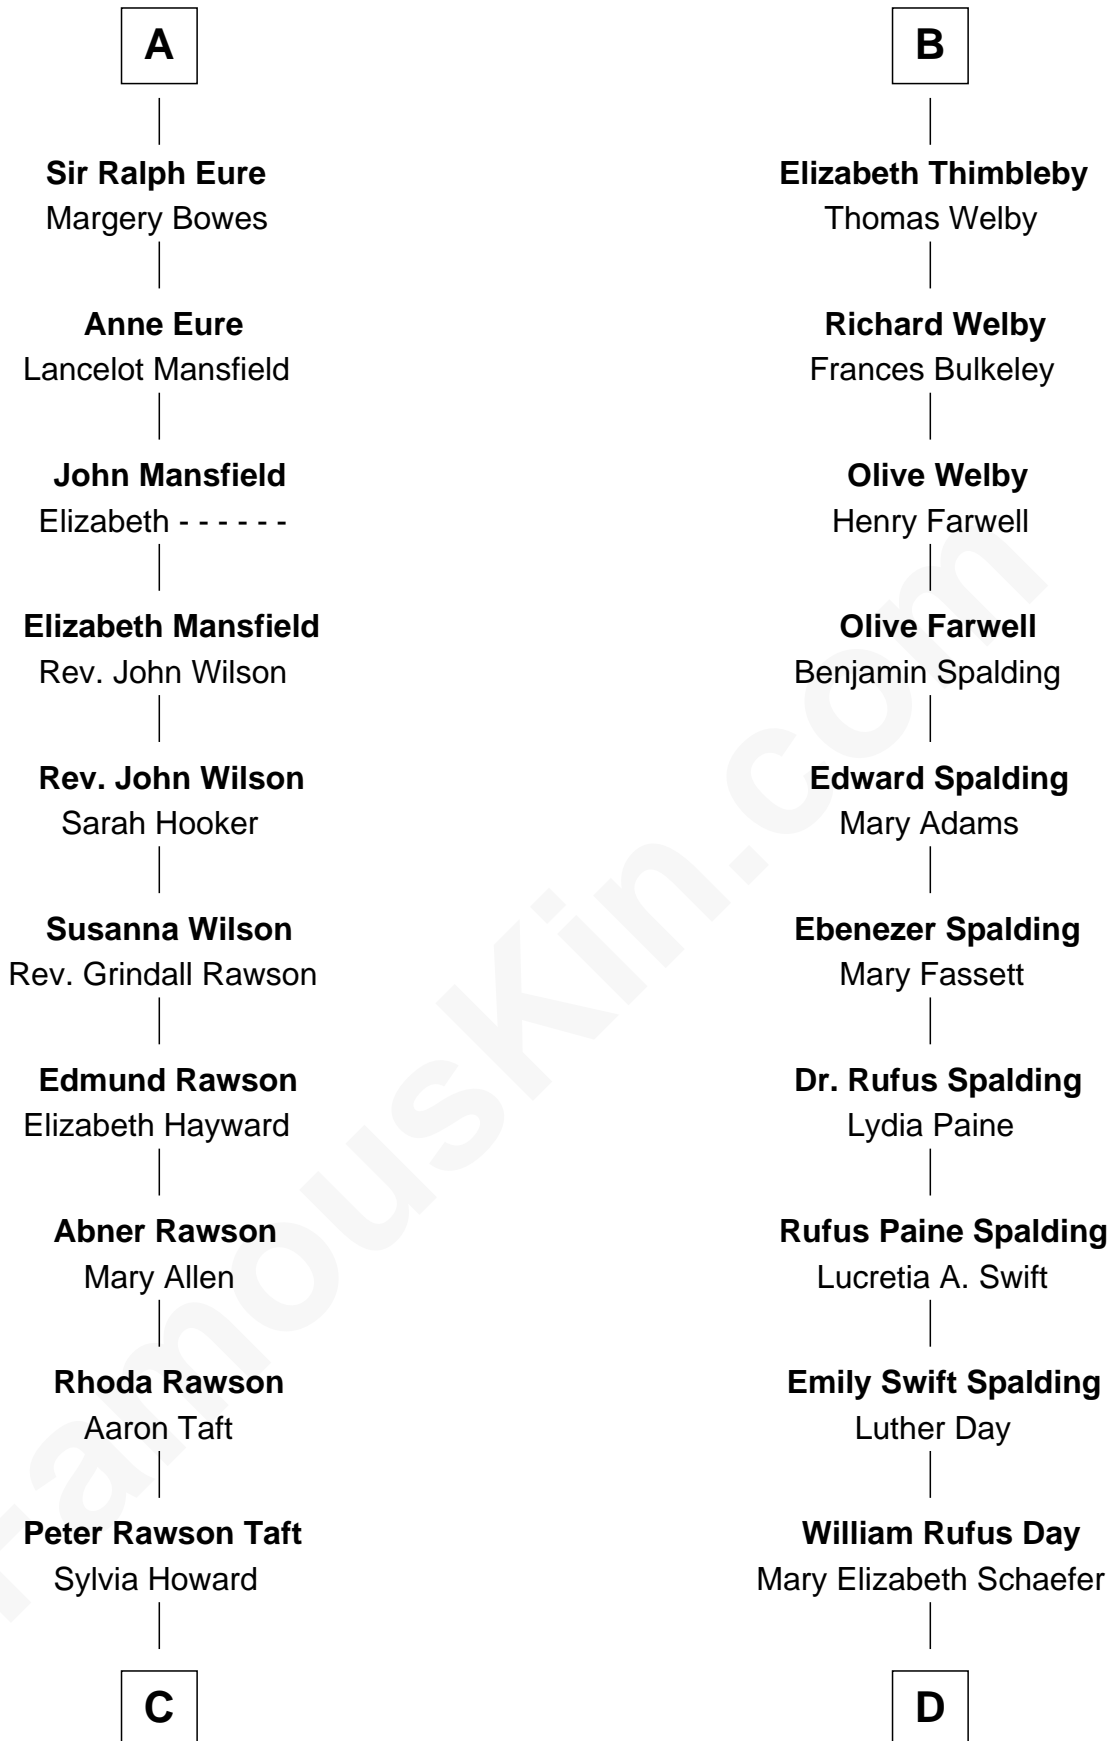 A
Sir Ralph Eure
Margery Bowes
Anne Eure
Lancelot Mansfield
John Mansfield
Elizabeth - - - - - -
Elizabeth Mansfield
Rev. John Wilson
Rev. John Wilson
Sarah Hooker
Susanna Wilson
Rev. Grindall Rawson
Edmund Rawson
Elizabeth Hayward
Abner Rawson
Mary Allen
Rhoda Rawson
Aaron Taft
Peter Rawson Taft
Sylvia Howard
C
B
Elizabeth Thimbleby
Thomas Welby
Richard Welby
Frances Bulkeley
Olive Welby
Henry Farwell
Olive Farwell
Benjamin Spalding
Edward Spalding
Mary Adams
Ebenezer Spalding
Mary Fassett
Dr. Rufus Spalding
Lydia Paine
Rufus Paine Spalding
Lucretia A. Swift
Emily Swift Spalding
Luther Day
William Rufus Day
Mary Elizabeth Schaefer
D
FamousKin.com